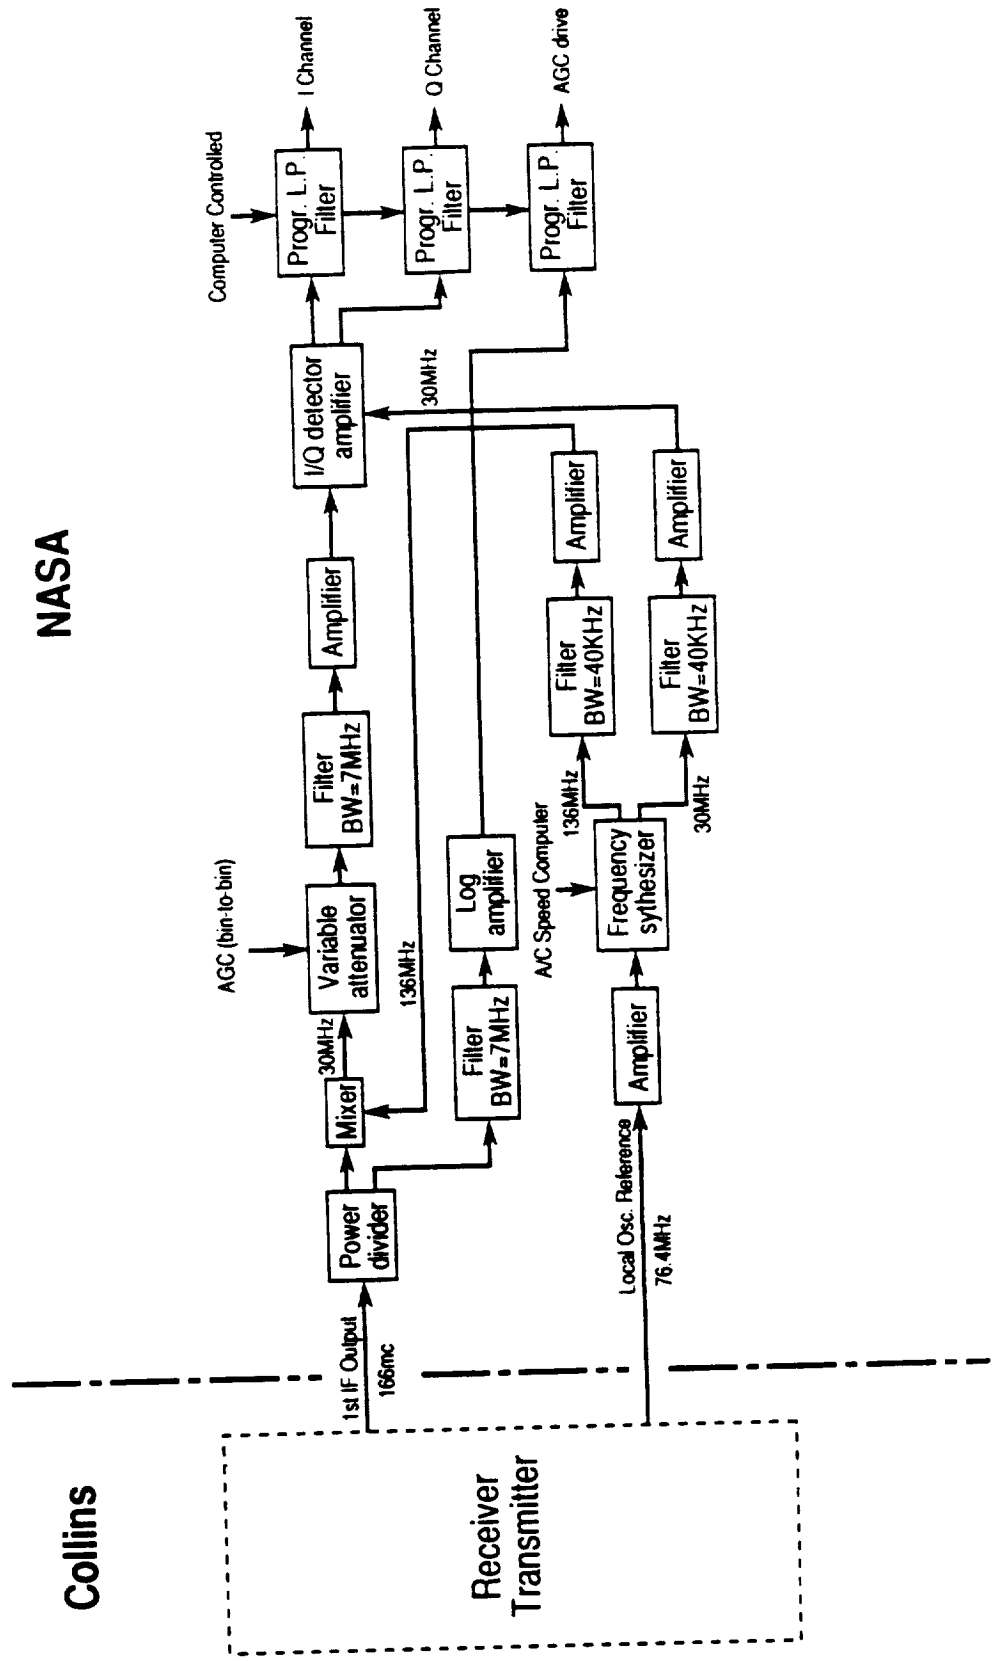 Collins
NASA
Receiver
Transmitter
1st IF Output
166mc
Power
divider
Mixer
30MHz
AGC (bin-to-bin)
Variable
attenuator
Filter
BW=7MHz
Amplifier
I/Q detector
amplifier
Computer Controlled
Progr. L.P.
Filter
I Channel
Progr. L.P.
Filter
Q Channel
Progr. L.P.
Filter
AGC drive
136MHz
30MHz
Filter
BW=7MHz
Log
amplifier
Local Osc. Reference
76.4MHz
Amplifier
A/C Speed Computer
Frequency
sythesizer
136MHz
30MHz
Filter
BW=40KHz
Amplifier
Filter
BW=40KHz
Amplifier